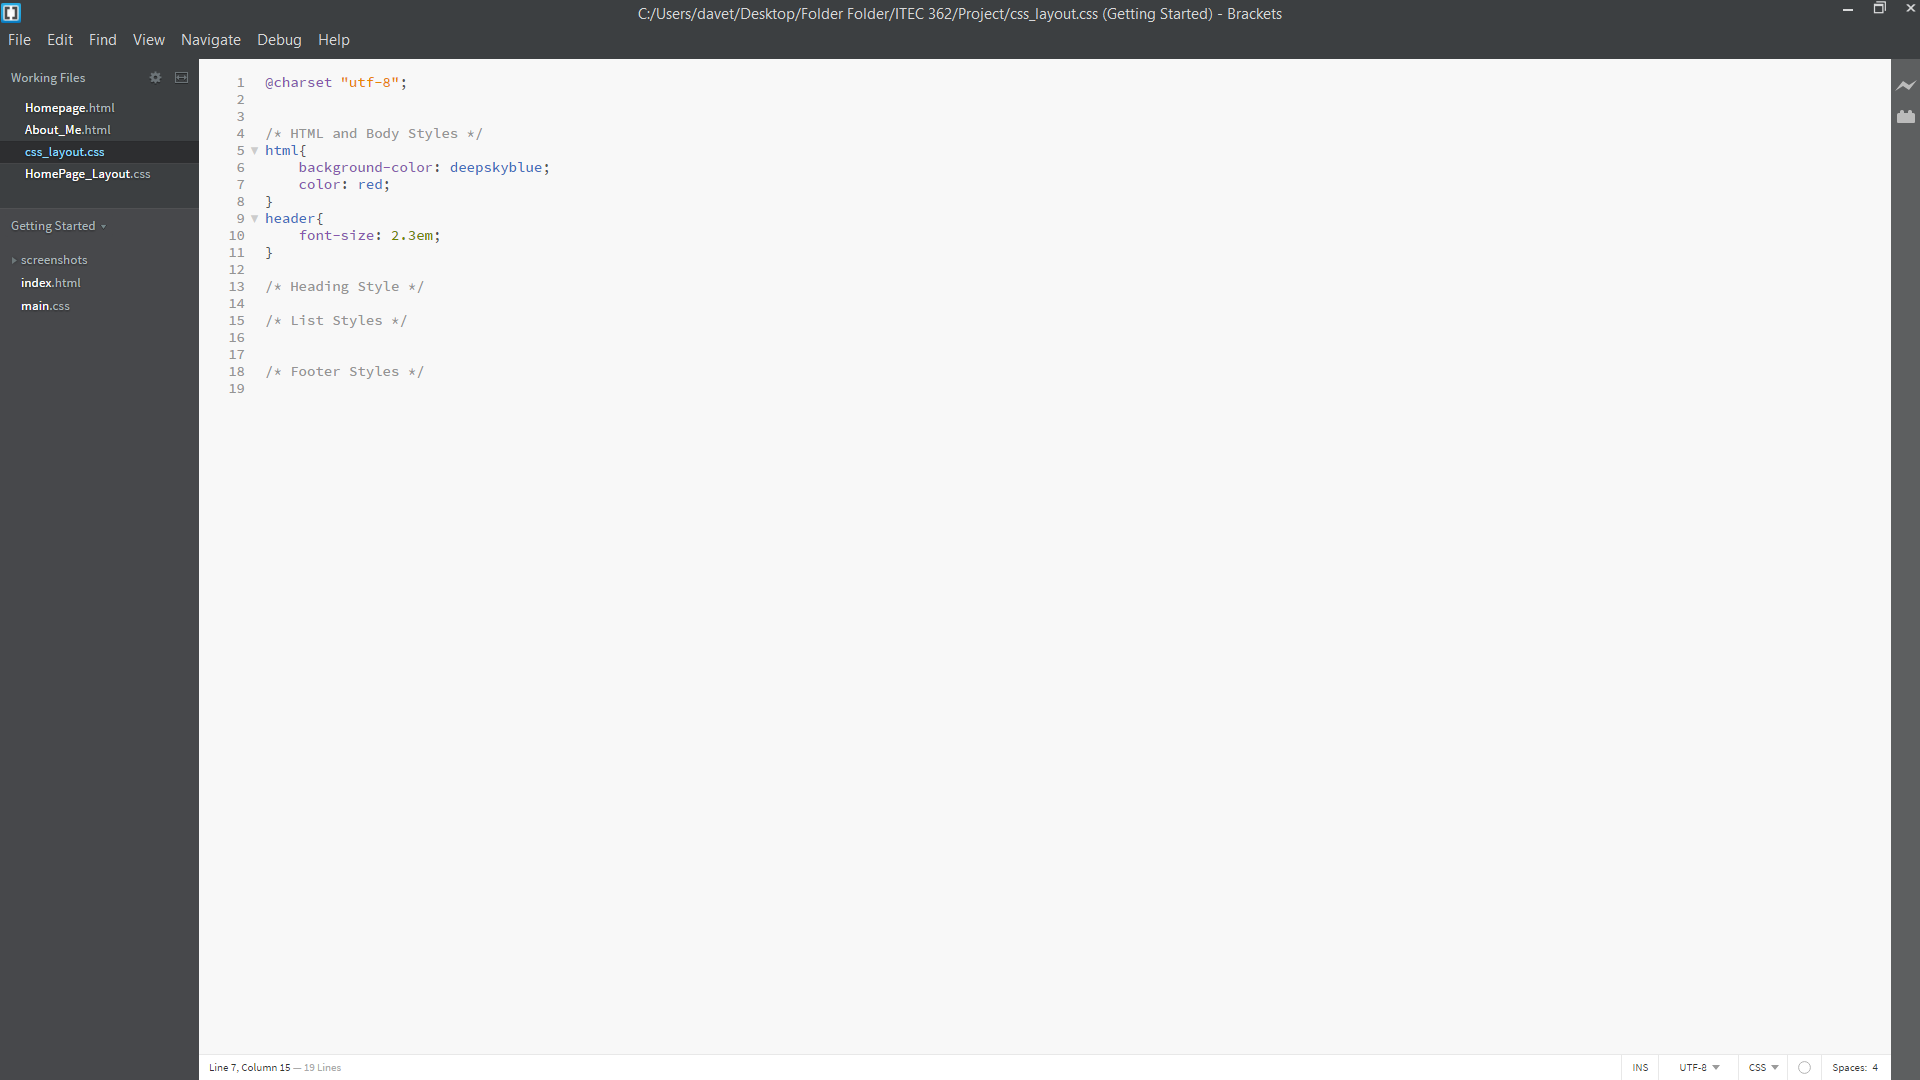 C:/Users/davet/Desktop/Folder Folder/ITEC 362/Project/css_layout.css (Getting Started) - Brackets
File Edit Find View Navigate Debug Help
Working Files
Homepage.html
About_Me.html
css_layout.css
HomePage_Layout.css
Getting Started
screenshots
index.html
main.css
1 @charset "utf-8";
2
3
4 /* HTML and Body Styles */
5 html{
6     background-color: deepskyblue;
7     color: red;
8 }
9 header{
10     font-size: 2.3em;
11 }
12
13 /* Heading Style */
14
15 /* List Styles */
16
17
18 /* Footer Styles */
19
Line 7, Column 15 — 19 Lines
INS UTF-8 CSS Spaces: 4